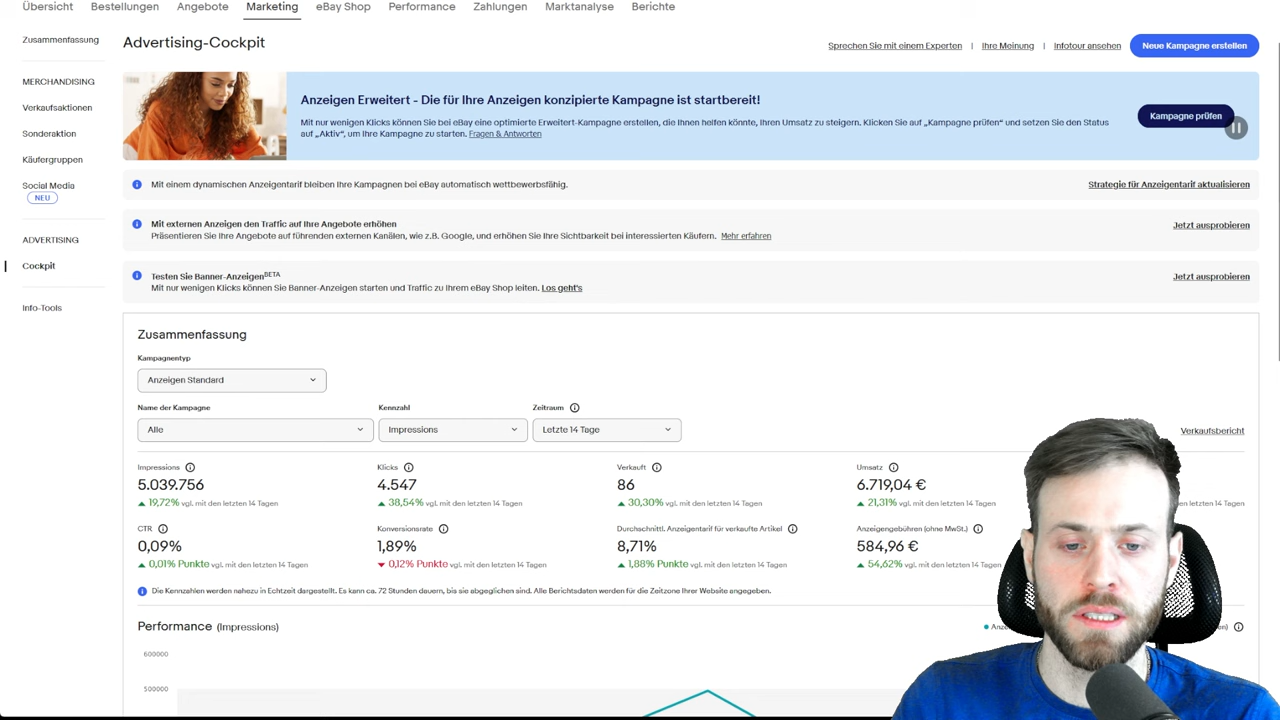 Übersicht Bestellungen Angebote Marketing eBay Shop Performance Zahlungen Marktanalyse Berichte
Zusammenfassung
MERCHANDISING
Verkaufsaktionen
Sonderaktion
Käufergruppen
Social Media
NEU
ADVERTISING
Cockpit
Info-Tools
Advertising-Cockpit
Sprechen Sie mit einem Experten | Ihre Meinung | Infotour ansehen Neue Kampagne erstellen
Anzeigen Erweitert - Die für Ihre Anzeigen konzipierte Kampagne ist startbereit!
Mit nur wenigen Klicks können Sie bei eBay eine optimierte Erweitert-Kampagne erstellen, die Ihnen helfen könnte, Ihren Umsatz zu steigern. Klicken Sie auf „Kampagne prüfen“ und setzen Sie den Status
auf „Aktiv“, um Ihre Kampagne zu starten. Fragen & Antworten
Kampagne prüfen
Mit einem dynamischen Anzeigentarif bleiben Ihre Kampagnen bei eBay automatisch wettbewerbsfähig. Strategie für Anzeigentarif aktualisieren
Mit externen Anzeigen den Traffic auf Ihre Angebote erhöhen
Präsentieren Sie Ihre Angebote auf führenden externen Kanälen, wie z.B. Google, und erhöhen Sie Ihre Sichtbarkeit bei interessierten Käufern. Mehr erfahren
Jetzt ausprobieren
Testen Sie Banner-AnzeigenBETA
Mit nur wenigen Klicks können Sie Banner-Anzeigen starten und Traffic zu Ihrem eBay Shop leiten. Los geht's
Jetzt ausprobieren
Zusammenfassung
Kampagnentyp
Anzeigen Standard
Name der Kampagne Kennzahl Zeitraum
Alle Impressions Letzte 14 Tage
Verkaufsbericht
Impressions Klicks Verkauft Umsatz
5.039.756 4.547 86 6.719,04 €
19,72% vgl. mit den letzten 14 Tagen 38,54% vgl. mit den letzten 14 Tagen 30,30% vgl. mit den letzten 14 Tagen 21,31% vgl. mit den letzten 14 Tagen letzten 14 Tagen
CTR Konversionsrate Durchschnittl. Anzeigentarif für verkaufte Artikel Anzeigengebühren (ohne MwSt.)
0,09% 1,89% 8,71% 584,96 €
0,01% Punkte vgl. mit den letzten 14 Tagen 0,12% Punkte vgl. mit den letzten 14 Tagen 1,88% Punkte vgl. mit den letzten 14 Tagen 54,62% vgl. mit den letzten 14 Tagen
Die Kennzahlen werden nahezu in Echtzeit dargestellt. Es kann ca. 72 Stunden dauern, bis sie abgeglichen sind. Alle Berichtsdaten werden für die Zeitzone Ihrer Website angegeben.
Performance (Impressions)
600000
500000